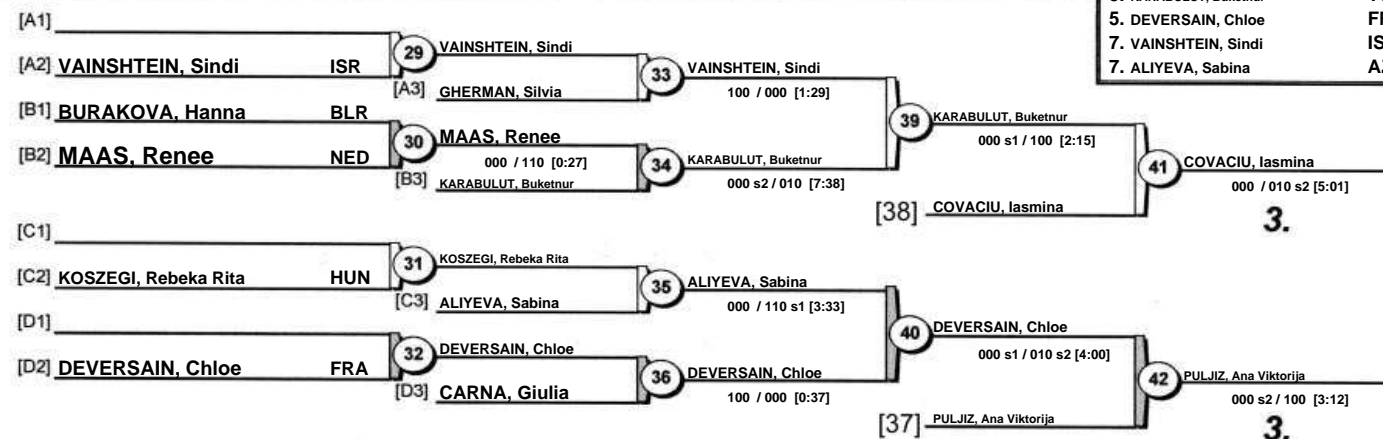 5. DEVERSAIN, Chloe
7. VAINSHTEIN, Sindi
7. ALIYEVA, Sabina
[A1]
[A2] VAINSHTEIN, Sindi ISR
29
VAINSHTEIN, Sindi
[A3] GHERMAN, Silvia
33
VAINSHTEIN, Sindi
100 / 000 [1:29]
[B1] BURAKOVA, Hanna BLR
[B2] MAAS, Renee NED
30
MAAS, Renee
000 / 110 [0:27]
[B3] KARABULUT, Buketnur
34
KARABULUT, Buketnur
000 s2 / 010 [7:38]
39
KARABULUT, Buketnur
000 s1 / 100 [2:15]
[38] COVACIU, Iasmina
41
COVACIU, Iasmina
000 / 010 s2 [5:01]
3.
[C1]
[C2] KOSZEGI, Rebeka Rita HUN
31
KOSZEGI, Rebeka Rita
[C3] ALIYEVA, Sabina
35
ALIYEVA, Sabina
000 / 110 s1 [3:33]
[D1]
[D2] DEVERSAIN, Chloe FRA
32
DEVERSAIN, Chloe
[D3] CARNA, Giulia
36
DEVERSAIN, Chloe
100 / 000 [0:37]
40
DEVERSAIN, Chloe
000 s1 / 010 s2 [4:00]
[37] PULJIZ, Ana Viktorija
42
PULJIZ, Ana Viktorija
000 s2 / 100 [3:12]
3.